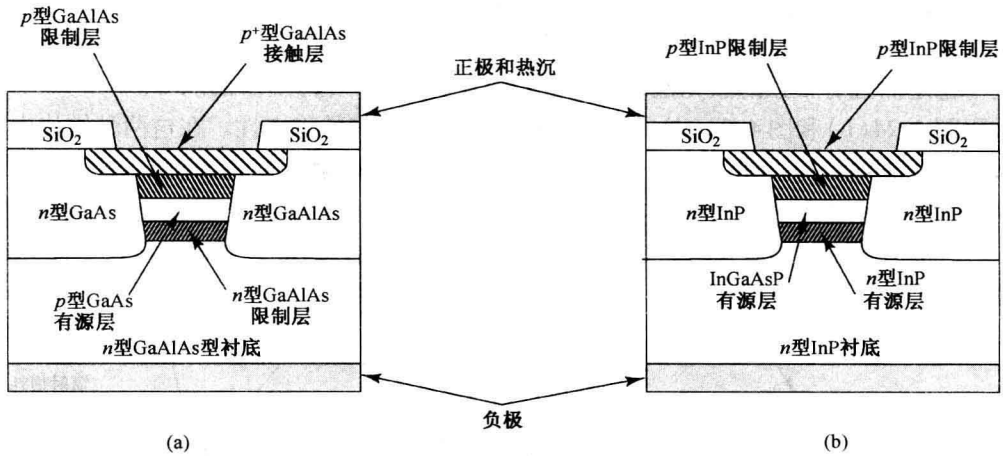 p型GaAlAs
限制层
p⁺型GaAlAs
接触层
正极和热沉
p型InP限制层
p型InP限制层
SiO₂
SiO₂
SiO₂
SiO₂
n型GaAs
n型GaAlAs
n型InP
n型InP
p型GaAs
有源层
n型GaAlAs
限制层
InGaAsP
有源层
n型InP
有源层
n型GaAlAs型衬底
n型InP衬底
负极
(a)
(b)